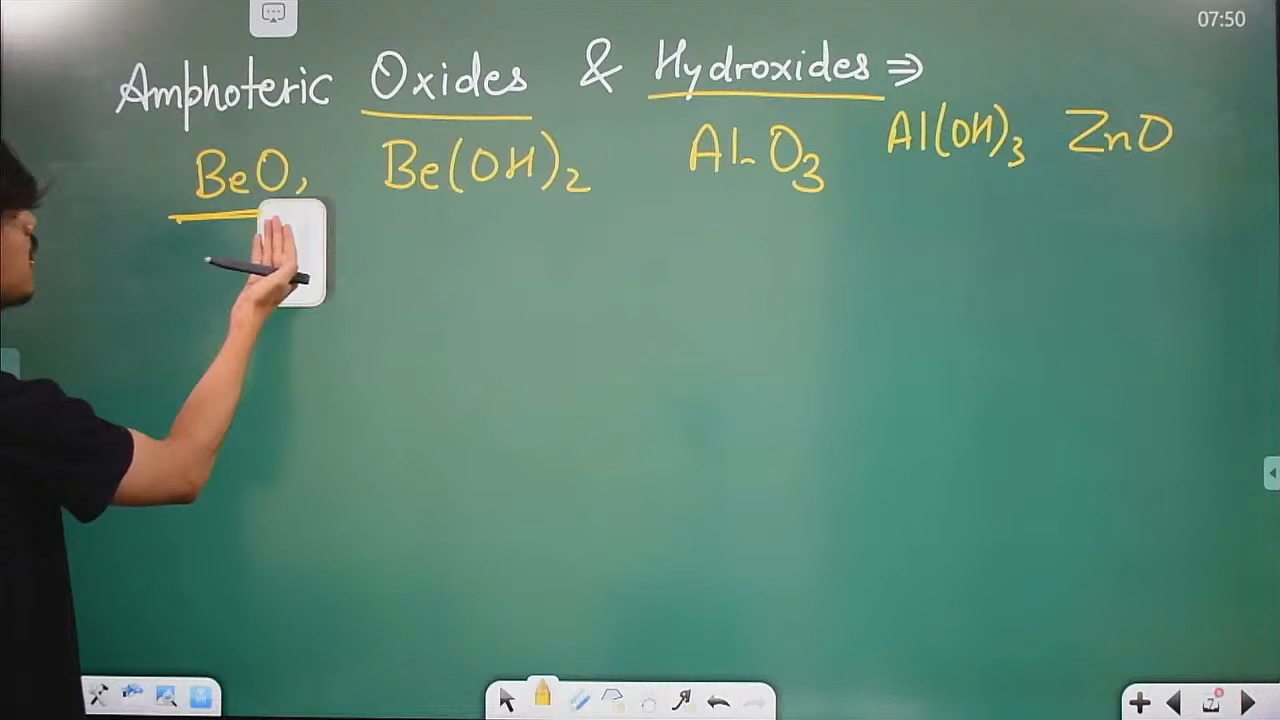 07:50
Amphoteric Oxides & Hydroxides ⇒
BeO, Be(OH)₂ Al₂O₃ Al(OH)₃ ZnO